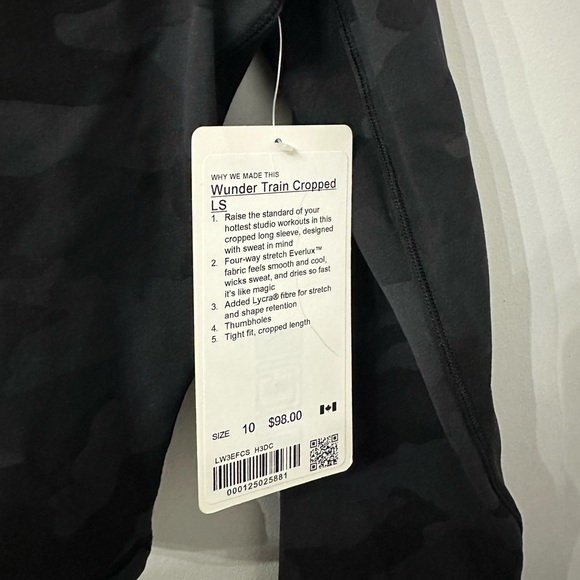 WHY WE MADE THIS
Wunder Train Cropped
LS
1. Raise the standard of your
hottest studio workouts in this
cropped long sleeve, designed
with sweat in mind
2. Four-way stretch Everlux™
fabric feels smooth and cool,
wicks sweat, and dries so fast
it's like magic
3. Added Lycra® fibre for stretch
and shape retention
4. Thumbholes
5. Tight fit, cropped length
SIZE 10 $98.00
LW3EFCS H3DC
000125025881